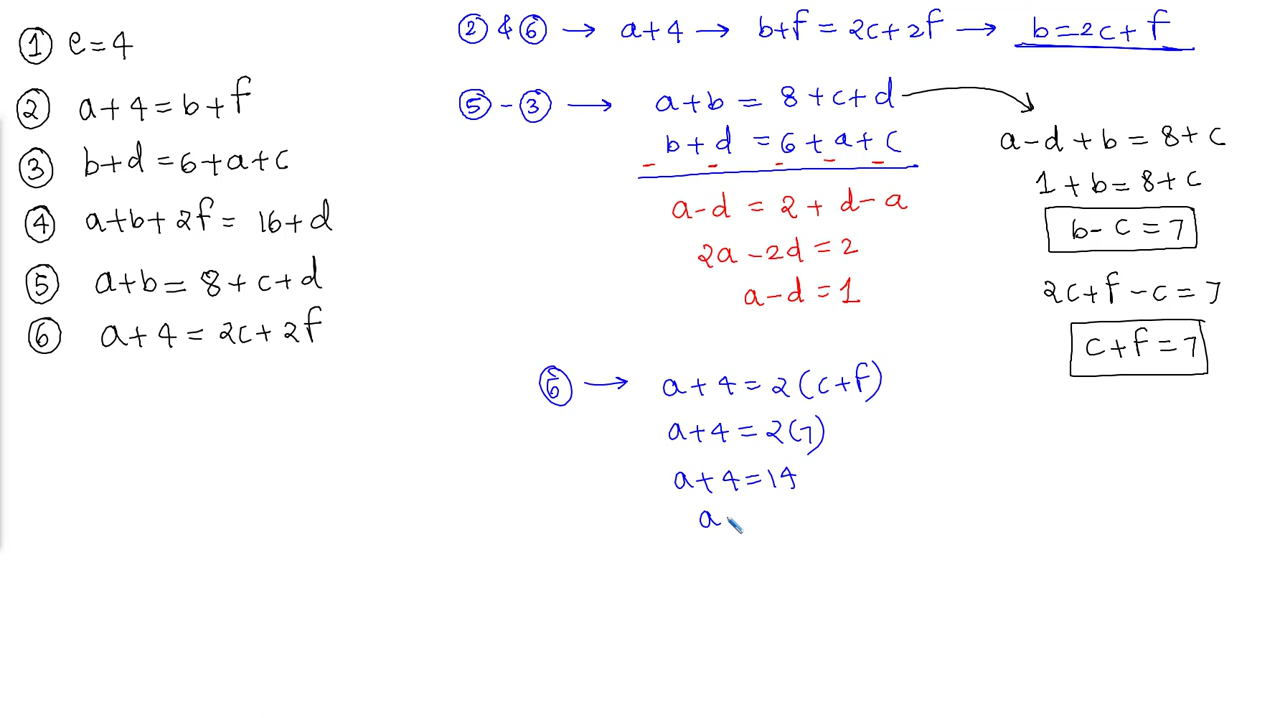 ① e=4
② a+4=b+f
③ b+d=6+a+c
④ a+b+2f= 16+d
⑤ a+b=8+c+d
⑥ a+4=2c+2f
② & ⑥ → a+4 → b+f=2c+2f → b=2c+f
⑤-③ → a+b = 8+c+d
b+d = 6+a+c
- - - - -
a-d = 2+d-a
2a-2d=2
a-d=1
a-d+b=8+c
1+b=8+c
b-c=7
2c+f-c=7
c+f=7
⑥ → a+4=2(c+f)
a+4=2(7)
a+4=14
a